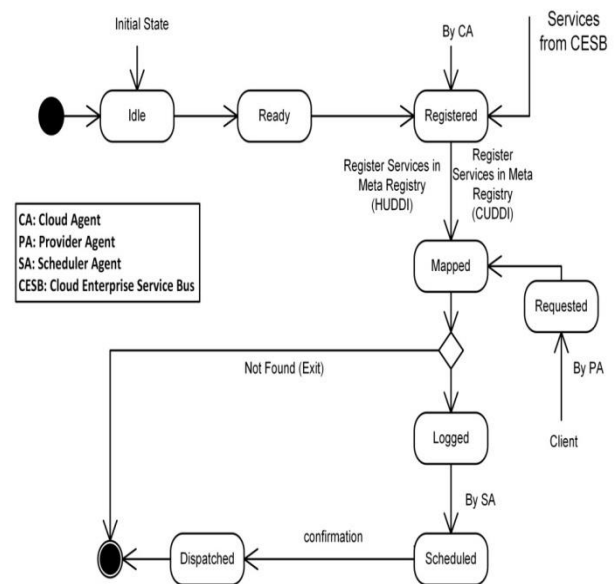 Initial State
By CA
Services
from CESB
Idle
Ready
Registered
Register Services in
Meta Registry
(HUDDI)
Register
Services in Meta
Registry
(CUDDI)
CA: Cloud Agent
PA: Provider Agent
SA: Scheduler Agent
CESB: Cloud Enterprise Service Bus
Mapped
Requested
Not Found (Exit)
By PA
Logged
Client
By SA
confirmation
Dispatched
Scheduled